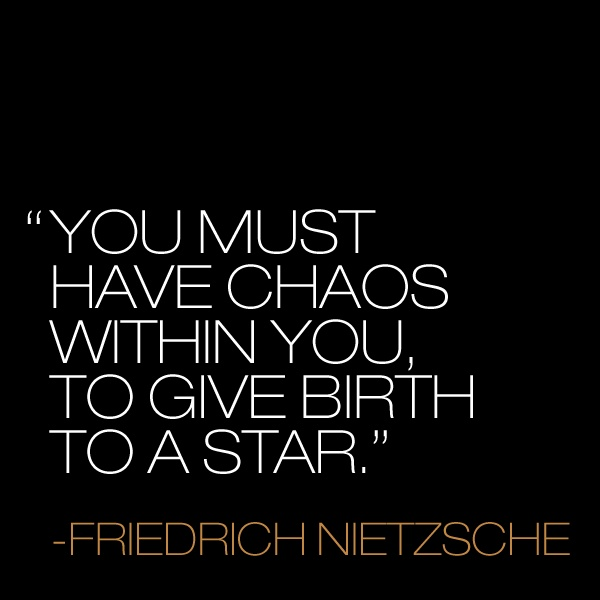 “YOU MUST
HAVE CHAOS
WITHIN YOU,
TO GIVE BIRTH
TO A STAR.”
-FRIEDRICH NIETZSCHE